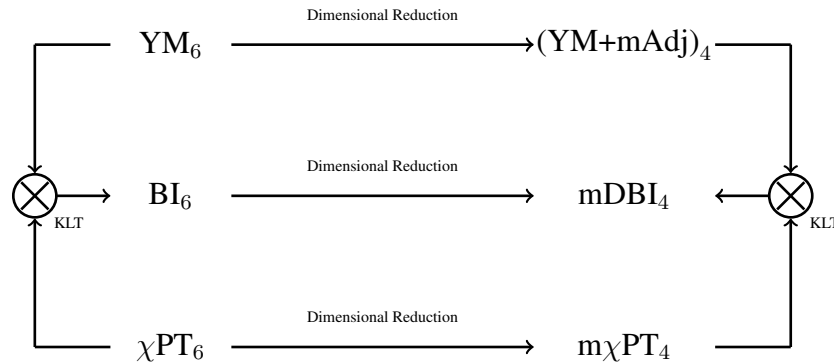 Dimensional Reduction
YM₆ (YM+mAdj)₄
Dimensional Reduction
BI₆ mDBI₄
KLT KLT
Dimensional Reduction
χPT₆ mχPT₄